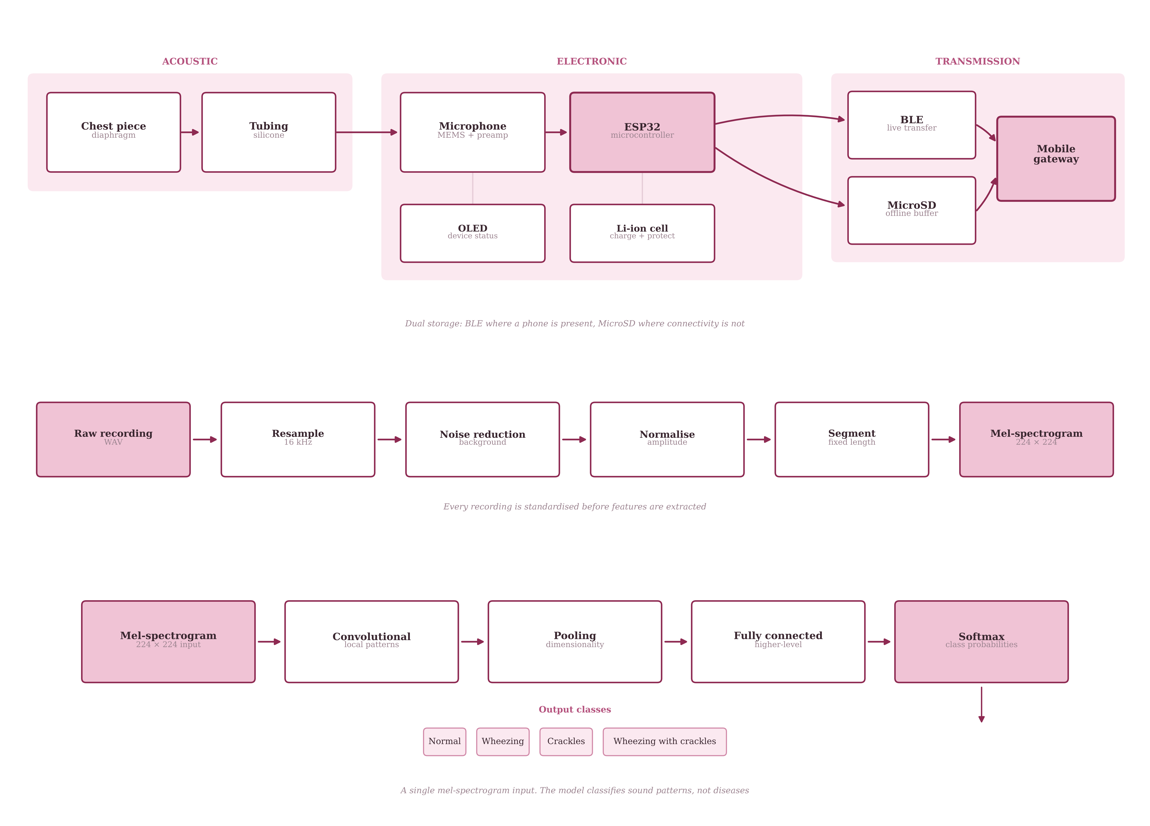 ACOUSTIC
ELECTRONIC
TRANSMISSION
Chest piece
diaphragm
Tubing
silicone
Microphone
MEMS + preamp
ESP32
microcontroller
BLE
live transfer
Mobile
gateway
MicroSD
offline buffer
OLED
device status
Li-ion cell
charge + protect
Dual storage: BLE where a phone is present, MicroSD where connectivity is not
Raw recording
WAV
Resample
16 kHz
Noise reduction
background
Normalise
amplitude
Segment
fixed length
Mel-spectrogram
224 × 224
Every recording is standardised before features are extracted
Mel-spectrogram
224 × 224 input
Convolutional
local patterns
Pooling
dimensionality
Fully connected
higher-level
Softmax
class probabilities
Output classes
Normal
Wheezing
Crackles
Wheezing with crackles
A single mel-spectrogram input. The model classifies sound patterns, not diseases